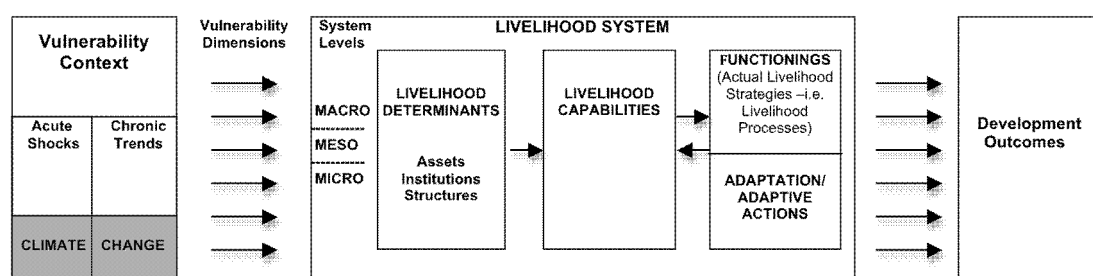 Vulnerability
Context
Acute
Shocks
Chronic
Trends
CLIMATE
CHANGE
Vulnerability
Dimensions
System
Levels
LIVELIHOOD SYSTEM
MACRO
MESO
MICRO
LIVELIHOOD
DETERMINANTS
Assets
Institutions
Structures
LIVELIHOOD
CAPABILITIES
FUNCTIONINGS
(Actual Livelihood
Strategies –i.e.
Livelihood
Processes)
ADAPTATION/
ADAPTIVE
ACTIONS
Development
Outcomes